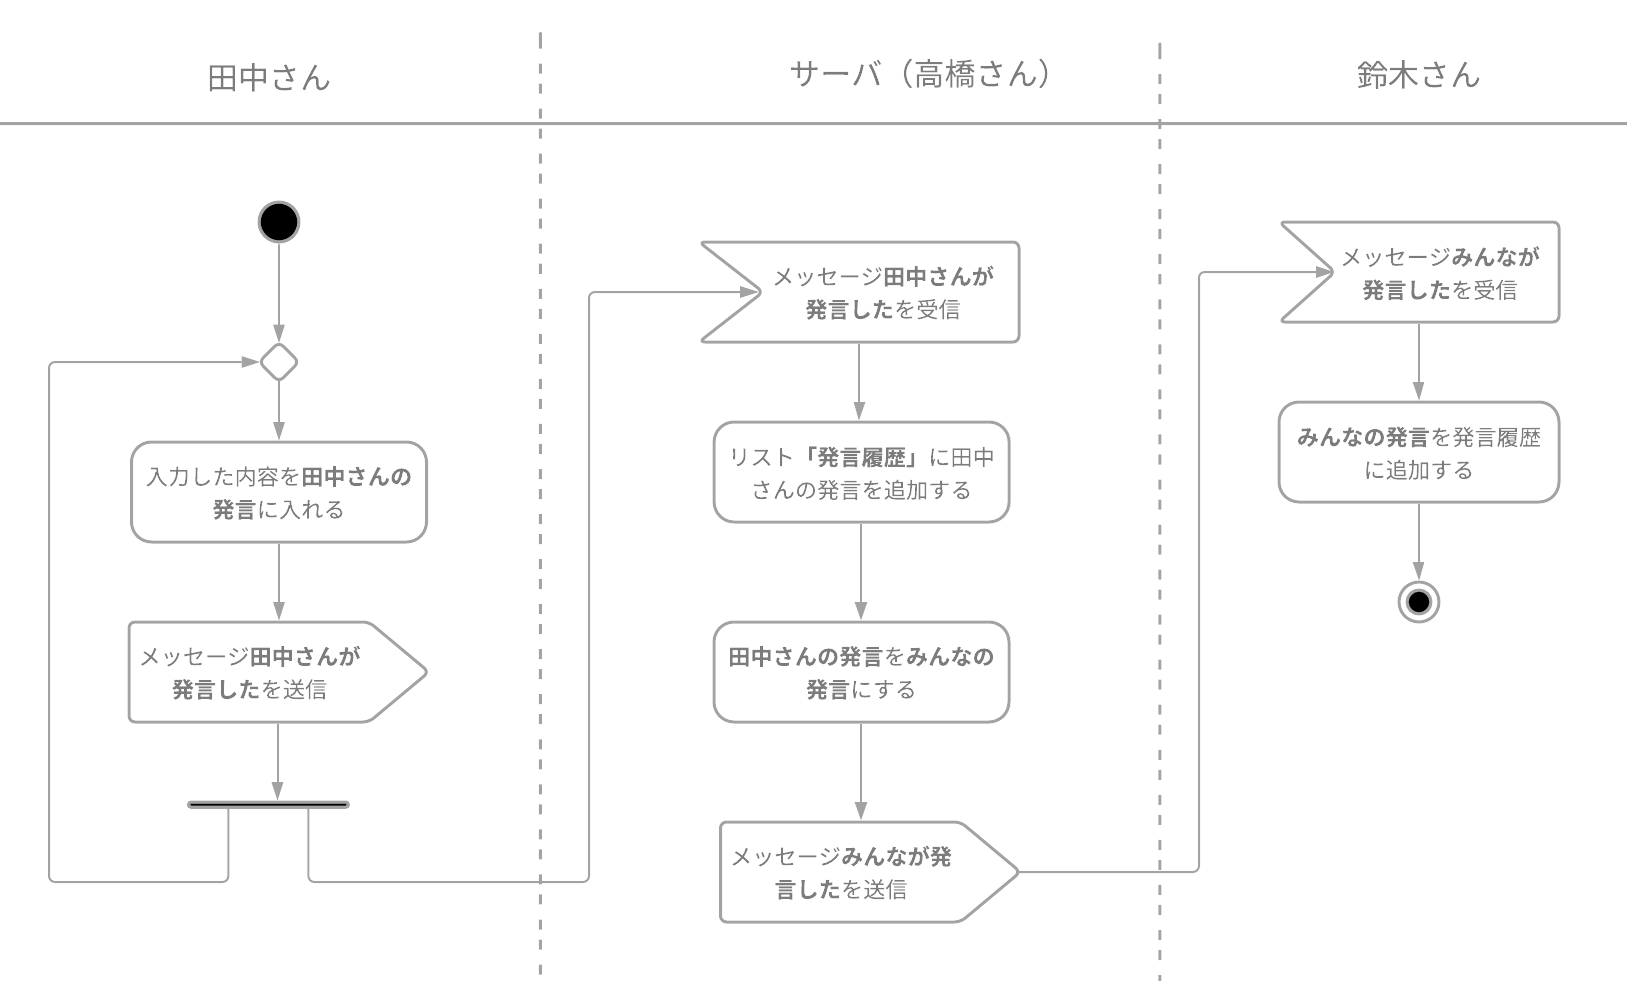 田中さん
サーバ（高橋さん）
鈴木さん
入力した内容を田中さんの
発言に入れる
メッセージ田中さんが
発言したを送信
メッセージ田中さんが
発言したを受信
リスト「発言履歴」に田中
さんの発言を追加する
田中さんの発言をみんなの
発言にする
メッセージみんなが発
言したを送信
メッセージみんなが
発言したを受信
みんなの発言を発言履歴
に追加する